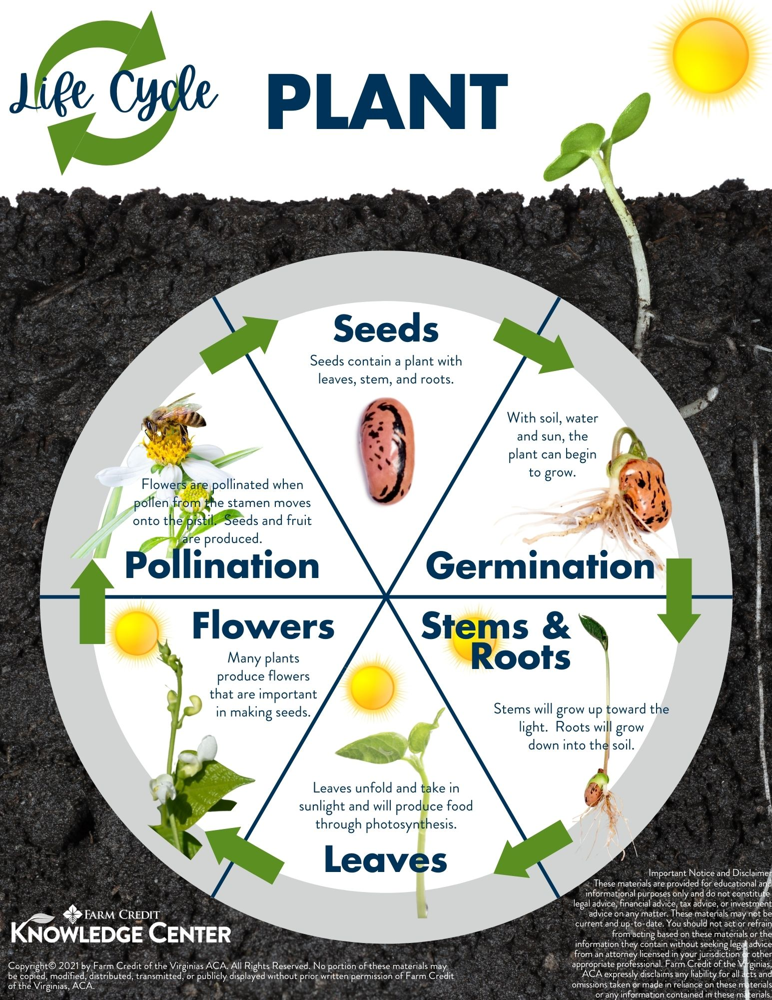 Life Cycle
PLANT
Seeds
Seeds contain a plant with
leaves, stem, and roots.
With soil, water
and sun, the
plant can begin
to grow.
Germination
Stems &
Roots
Stems will grow up toward the
light.  Roots will grow
down into the soil.
Leaves unfold and take in
sunlight and will produce food
through photosynthesis.
Leaves
Flowers
Many plants
produce flowers
that are important
in making seeds.
Flowers are pollinated when
pollen from the stamen moves
onto the pistil.  Seeds and fruit
are produced.
Pollination
FARM CREDIT
KNOWLEDGE CENTER
Copyright© 2021 by Farm Credit of the Virginias ACA. All Rights Reserved. No portion of these materials may
be copied, modified, distributed, transmitted, or publicly displayed without prior written permission of Farm Credit
of the Virginias, ACA.
Important Notice and Disclaimer
These materials are provided for educational and
informational purposes only and do not constitute
legal advice, financial advice, tax advice, or investment
advice on any matter. These materials may not be
current and up-to-date. You should not act or refrain
from acting based on these materials or the
information they contain without seeking legal advice
from an attorney licensed in your jurisdiction or other
appropriate professional. Farm Credit of the Virginias,
ACA expressly disclaims any liability for all acts and
omissions taken or made in reliance on these materials
or any information contained in these materials.